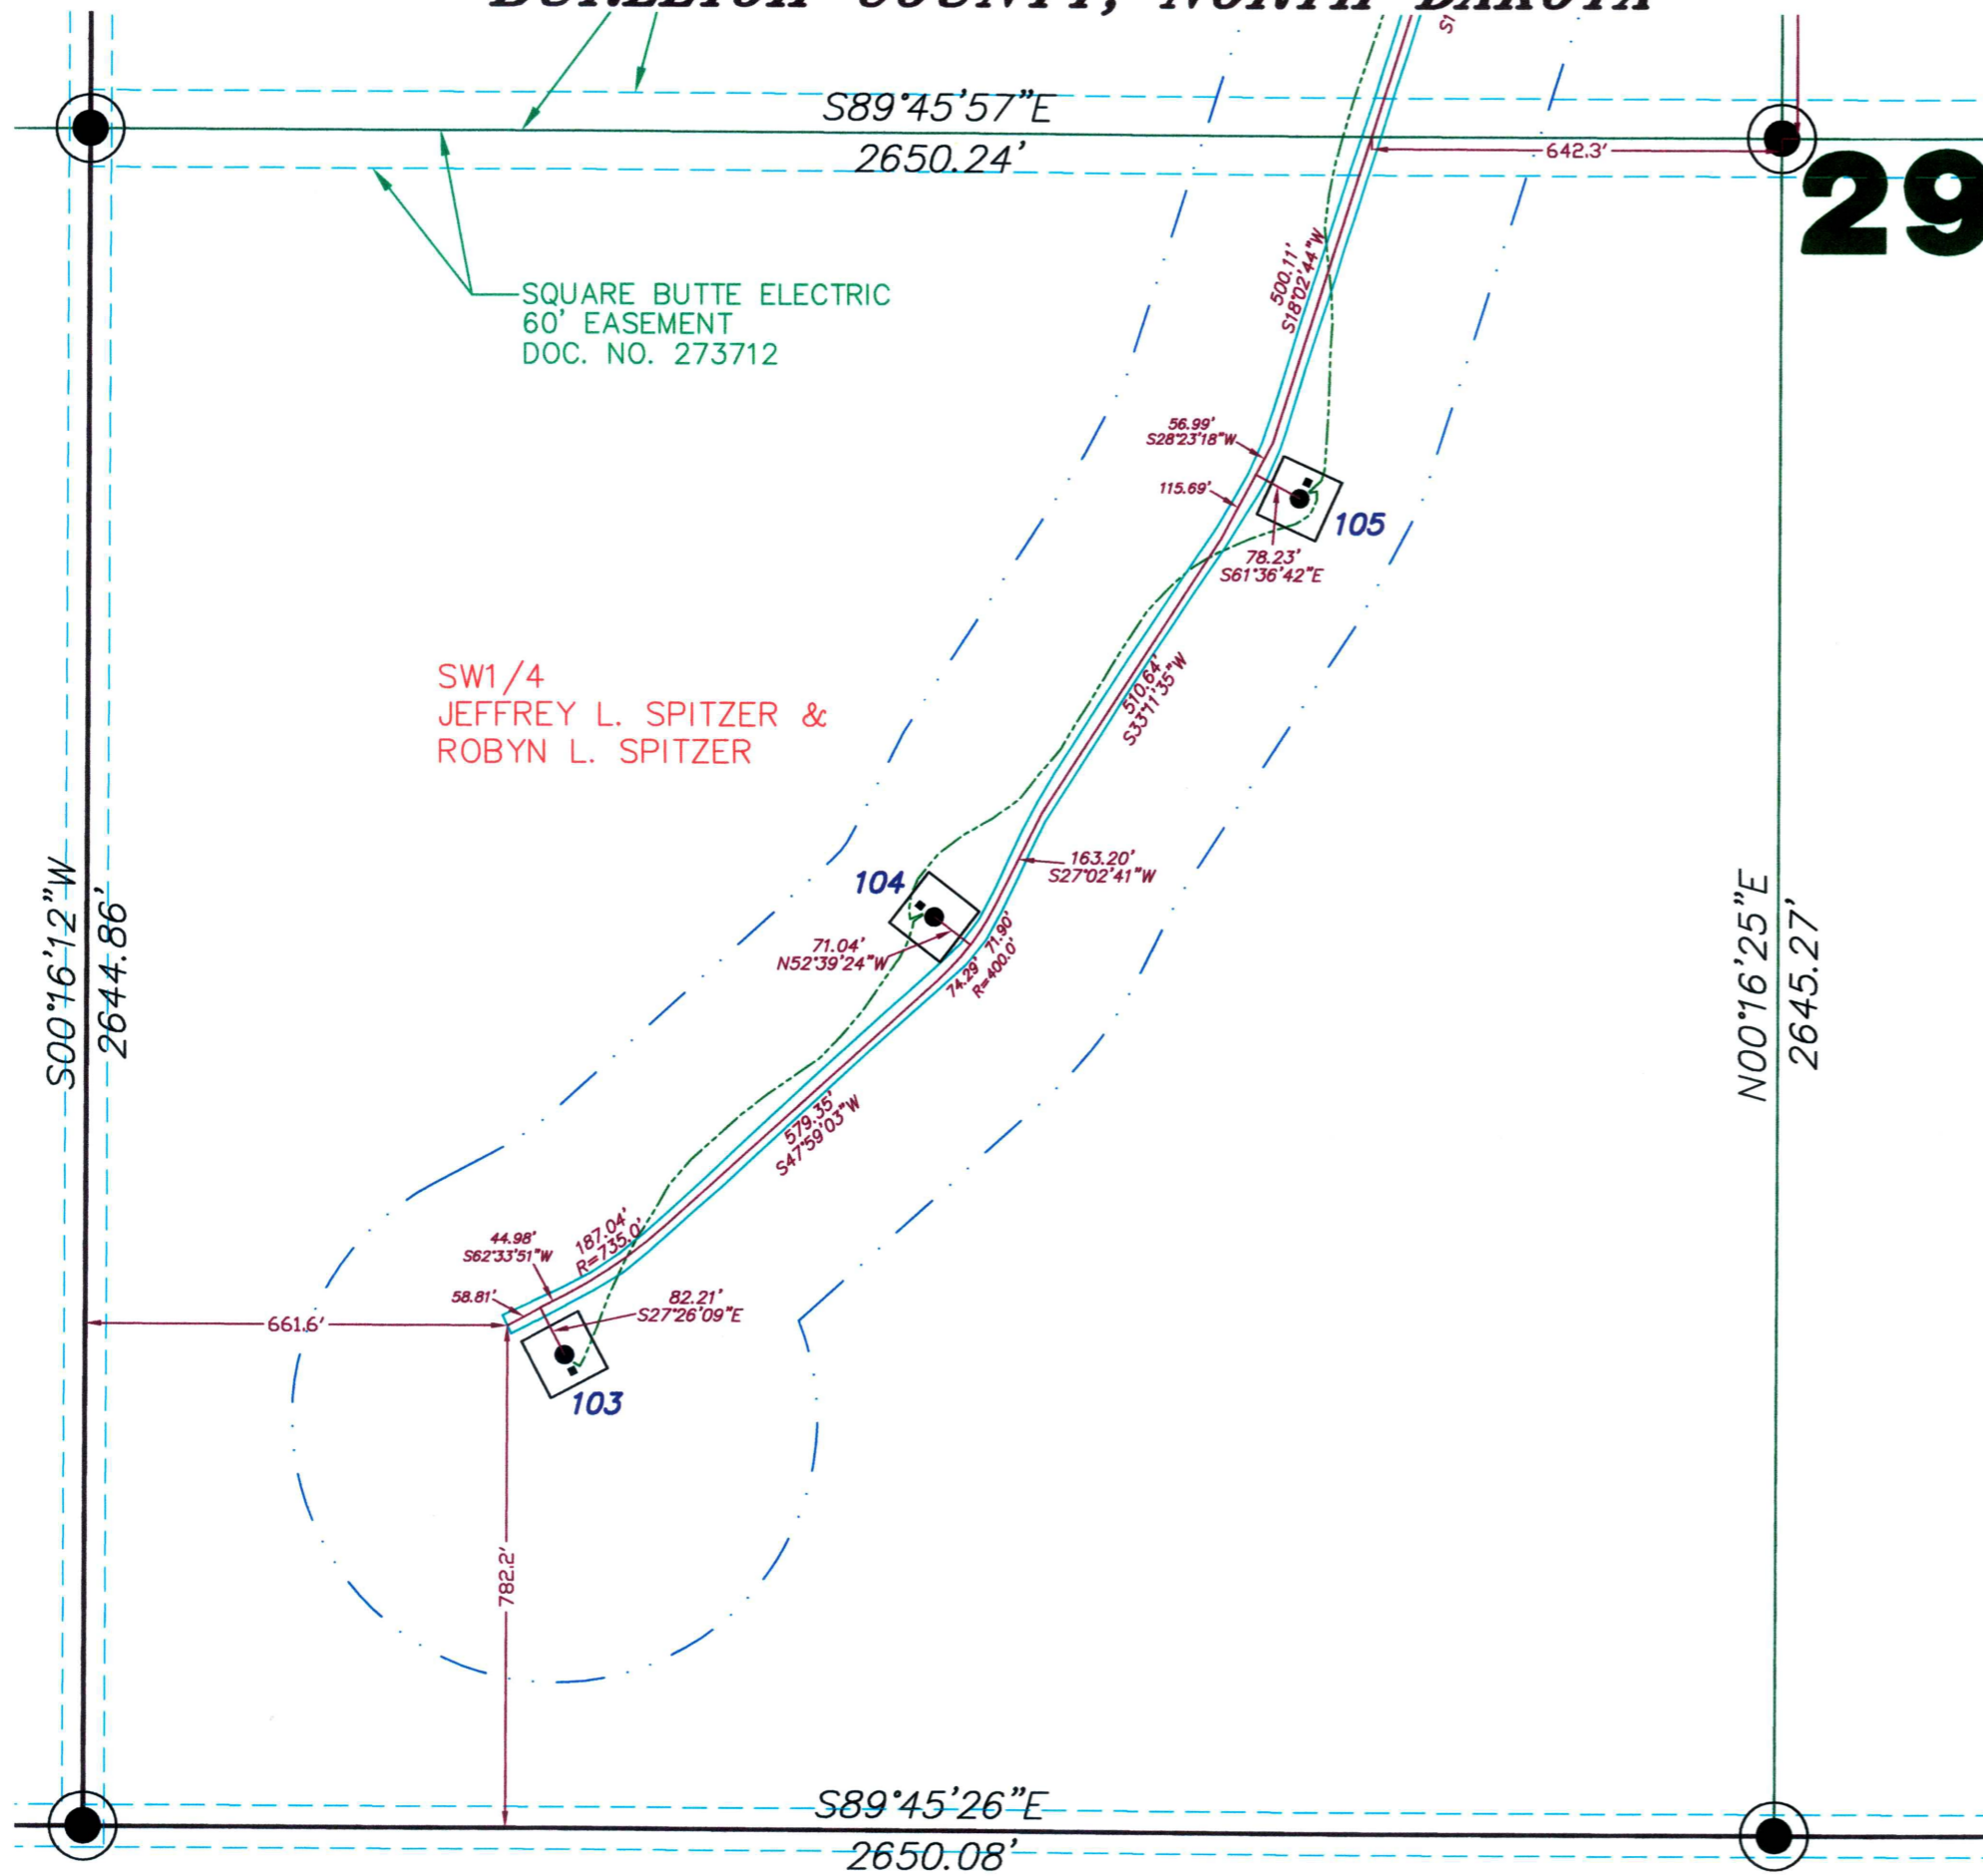 BURLEIGH COUNTY, NORTH DAKOTA
S89°45'57"E
2650.24'
642.3'
29
SQUARE BUTTE ELECTRIC
60' EASEMENT
DOC. NO. 273712
500.11'
S18°02'44"W
56.99'
S28°23'18"W
115.69'
105
78.23'
S61°36'42"E
SW1/4
JEFFREY L. SPITZER &
ROBYN L. SPITZER
510.64'
S33°11'35"W
163.20'
S27°02'41"W
104
71.04'
N52°39'24"W
74.29' 71.90'
R=400.0'
S00°16'12"W
2644.86'
N00°16'25"E
2645.27'
579.35'
S47°59'03"W
187.04'
R=735.0'
44.98'
S62°33'51"W
58.81'
82.21'
S27°26'09"E
661.6'
103
782.2'
S89°45'26"E
2650.08'